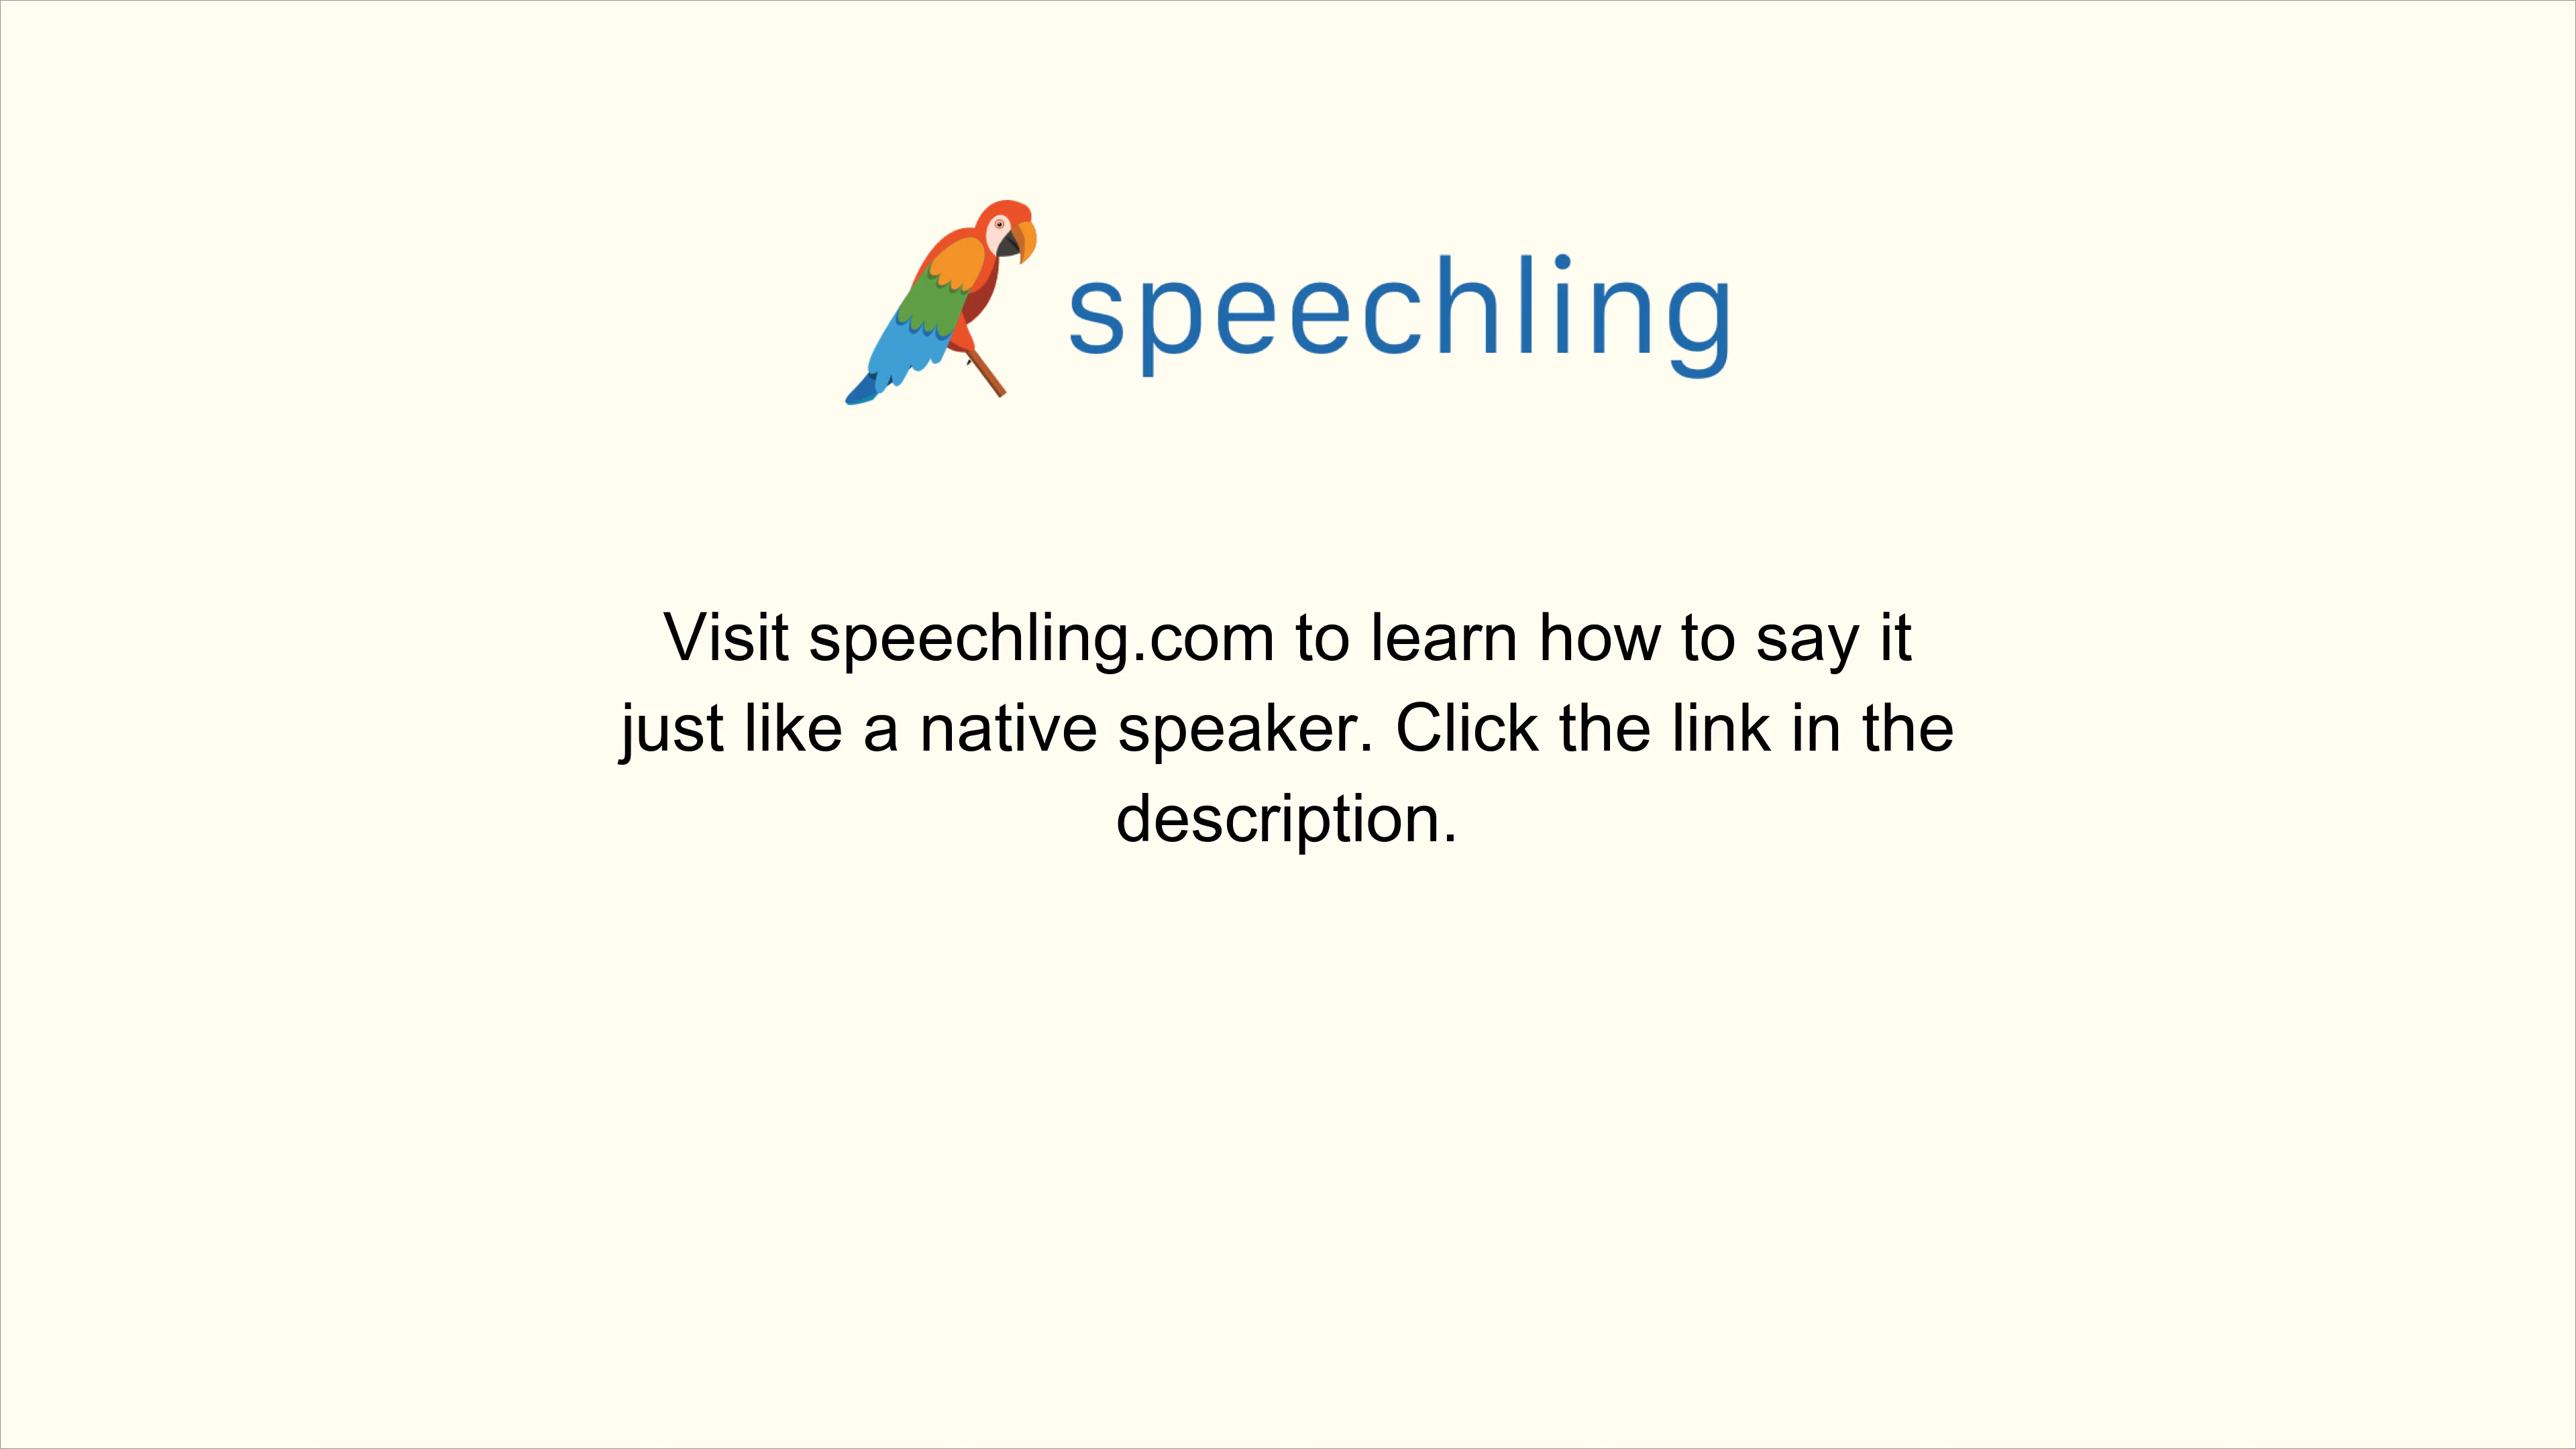 speechling
Visit speechling.com to learn how to say it
just like a native speaker. Click the link in the
description.